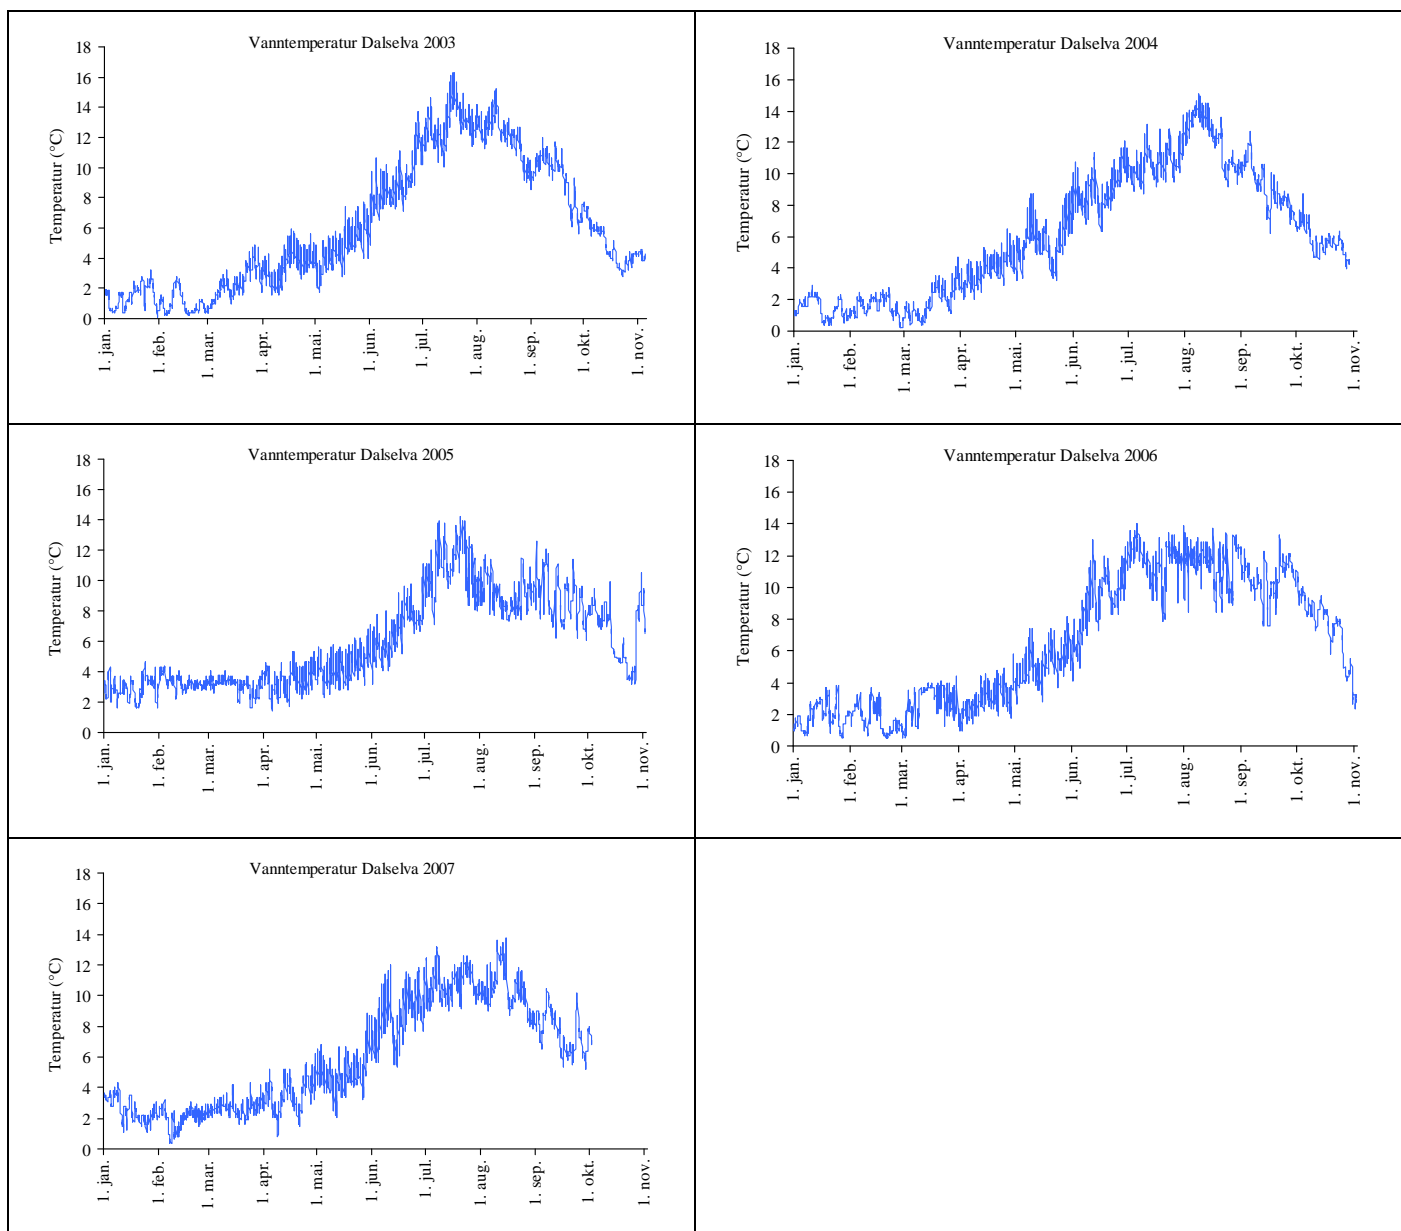 Vanntemperatur Dalselva 2003
18
16
14
12
10
8
6
4
2
0
Temperatur (°C)
1. jan.
1. feb.
1. mar.
1. apr.
1. mai.
1. jun.
1. jul.
1. aug.
1. sep.
1. okt.
1. nov.
Vanntemperatur Dalselva 2004
18
16
14
12
10
8
6
4
2
0
Temperatur (°C)
1. jan.
1. feb.
1. mar.
1. apr.
1. mai.
1. jun.
1. jul.
1. aug.
1. sep.
1. okt.
1. nov.
Vanntemperatur Dalselva 2005
18
16
14
12
10
8
6
4
2
0
Temperatur (°C)
1. jan.
1. feb.
1. mar.
1. apr.
1. mai.
1. jun.
1. jul.
1. aug.
1. sep.
1. okt.
1. nov.
Vanntemperatur Dalselva 2006
18
16
14
12
10
8
6
4
2
0
Temperatur (°C)
1. jan.
1. feb.
1. mar.
1. apr.
1. mai.
1. jun.
1. jul.
1. aug.
1. sep.
1. okt.
1. nov.
Vanntemperatur Dalselva 2007
18
16
14
12
10
8
6
4
2
0
Temperatur (°C)
1. jan.
1. feb.
1. mar.
1. apr.
1. mai.
1. jun.
1. jul.
1. aug.
1. sep.
1. okt.
1. nov.